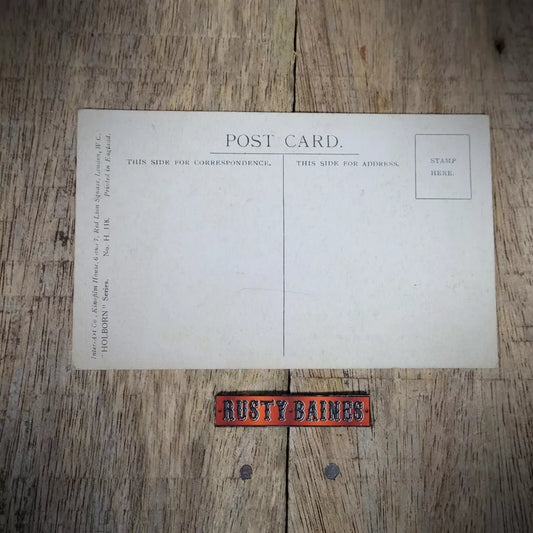 POST CARD.
THIS SIDE FOR CORRESPONDENCE.
THIS SIDE FOR ADDRESS.
STAMP
HERE.
Inter-Art Co., Kinofilm House, 6 and 7, Red Lion Square, London, W.C.
"HOLBORN" Series. No. H. 118. Printed in England.
RUSTY·BAINES